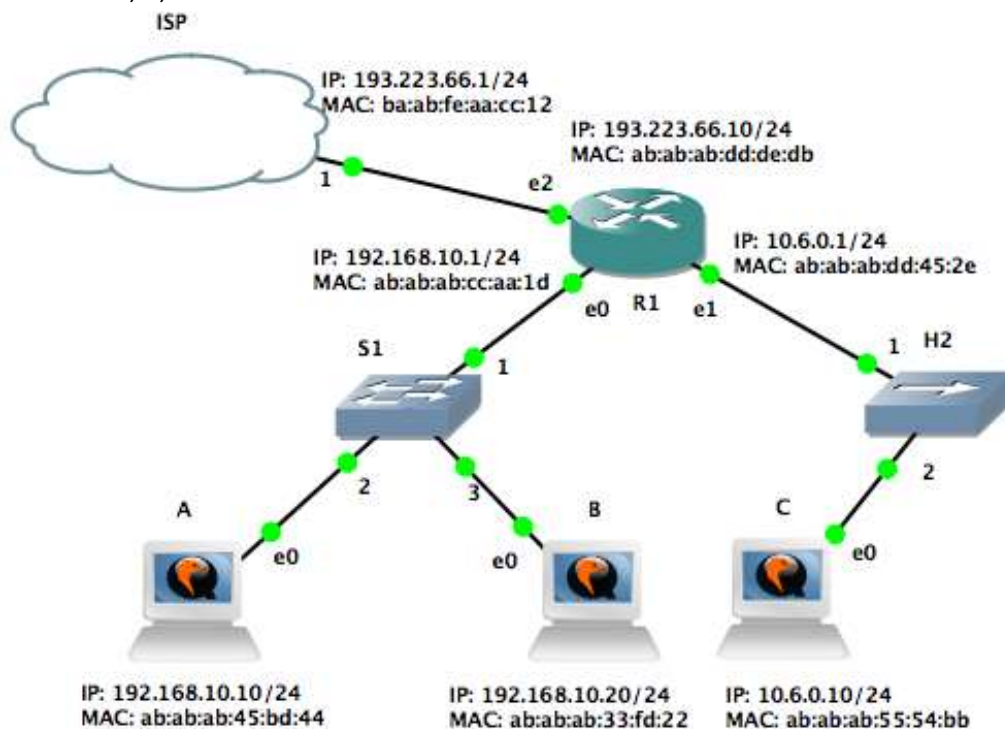 ISP
IP: 193.223.66.1/24
MAC: ba:ab:fe:aa:cc:12
IP: 193.223.66.10/24
MAC: ab:ab:ab:dd:de:db
1
e2
IP: 192.168.10.1/24
MAC: ab:ab:ab:cc:aa:1d
IP: 10.6.0.1/24
MAC: ab:ab:ab:dd:45:2e
e0
R1
e1
S1
1
1
H2
2
3
2
A
B
C
e0
e0
e0
IP: 192.168.10.10/24
MAC: ab:ab:ab:45:bd:44
IP: 192.168.10.20/24
MAC: ab:ab:ab:33:fd:22
IP: 10.6.0.10/24
MAC: ab:ab:ab:55:54:bb